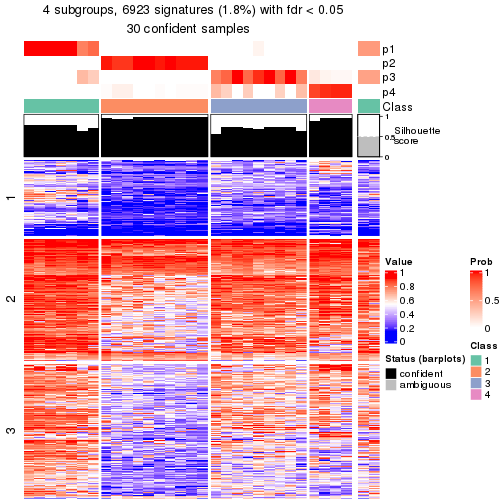 4 subgroups, 6923 signatures (1.8%) with fdr < 0.05
30 confident samples
p1
p2
p3
p4
Class
1
0.5
0
Silhouette
score
1
2
3
Value
1
0.8
0.6
0.4
0.2
0
Prob
1
0.5
0
Status (barplots)
confident
ambiguous
Class
1
2
3
4